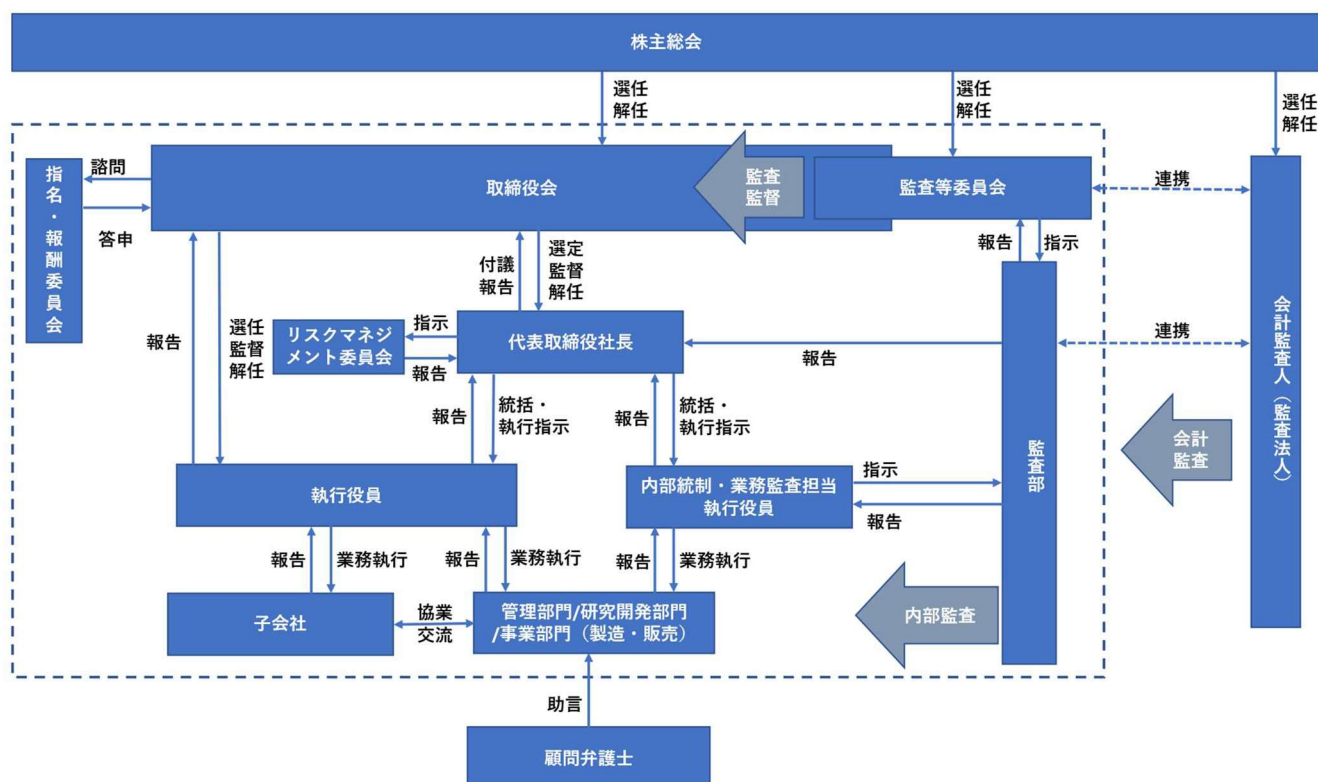 株主総会
選任
解任
選任
解任
選任
解任
諮問
答申
指名・報酬委員会
取締役会
監査
監督
監査等委員会
連携
報告
指示
付議
報告
選定
監督
解任
報告
選任
監督
解任
リスクマネジ
メント委員会
指示
報告
代表取締役社長
報告
連携
報告
統括・
執行指示
報告
統括・
執行指示
監査部
会計監査人（監査法人）
会計
監査
執行役員
内部統制・業務監査担当
執行役員
指示
報告
報告
業務執行
報告
業務執行
報告
業務執行
子会社
協業
交流
管理部門/研究開発部門
/事業部門（製造・販売）
内部監査
助言
顧問弁護士